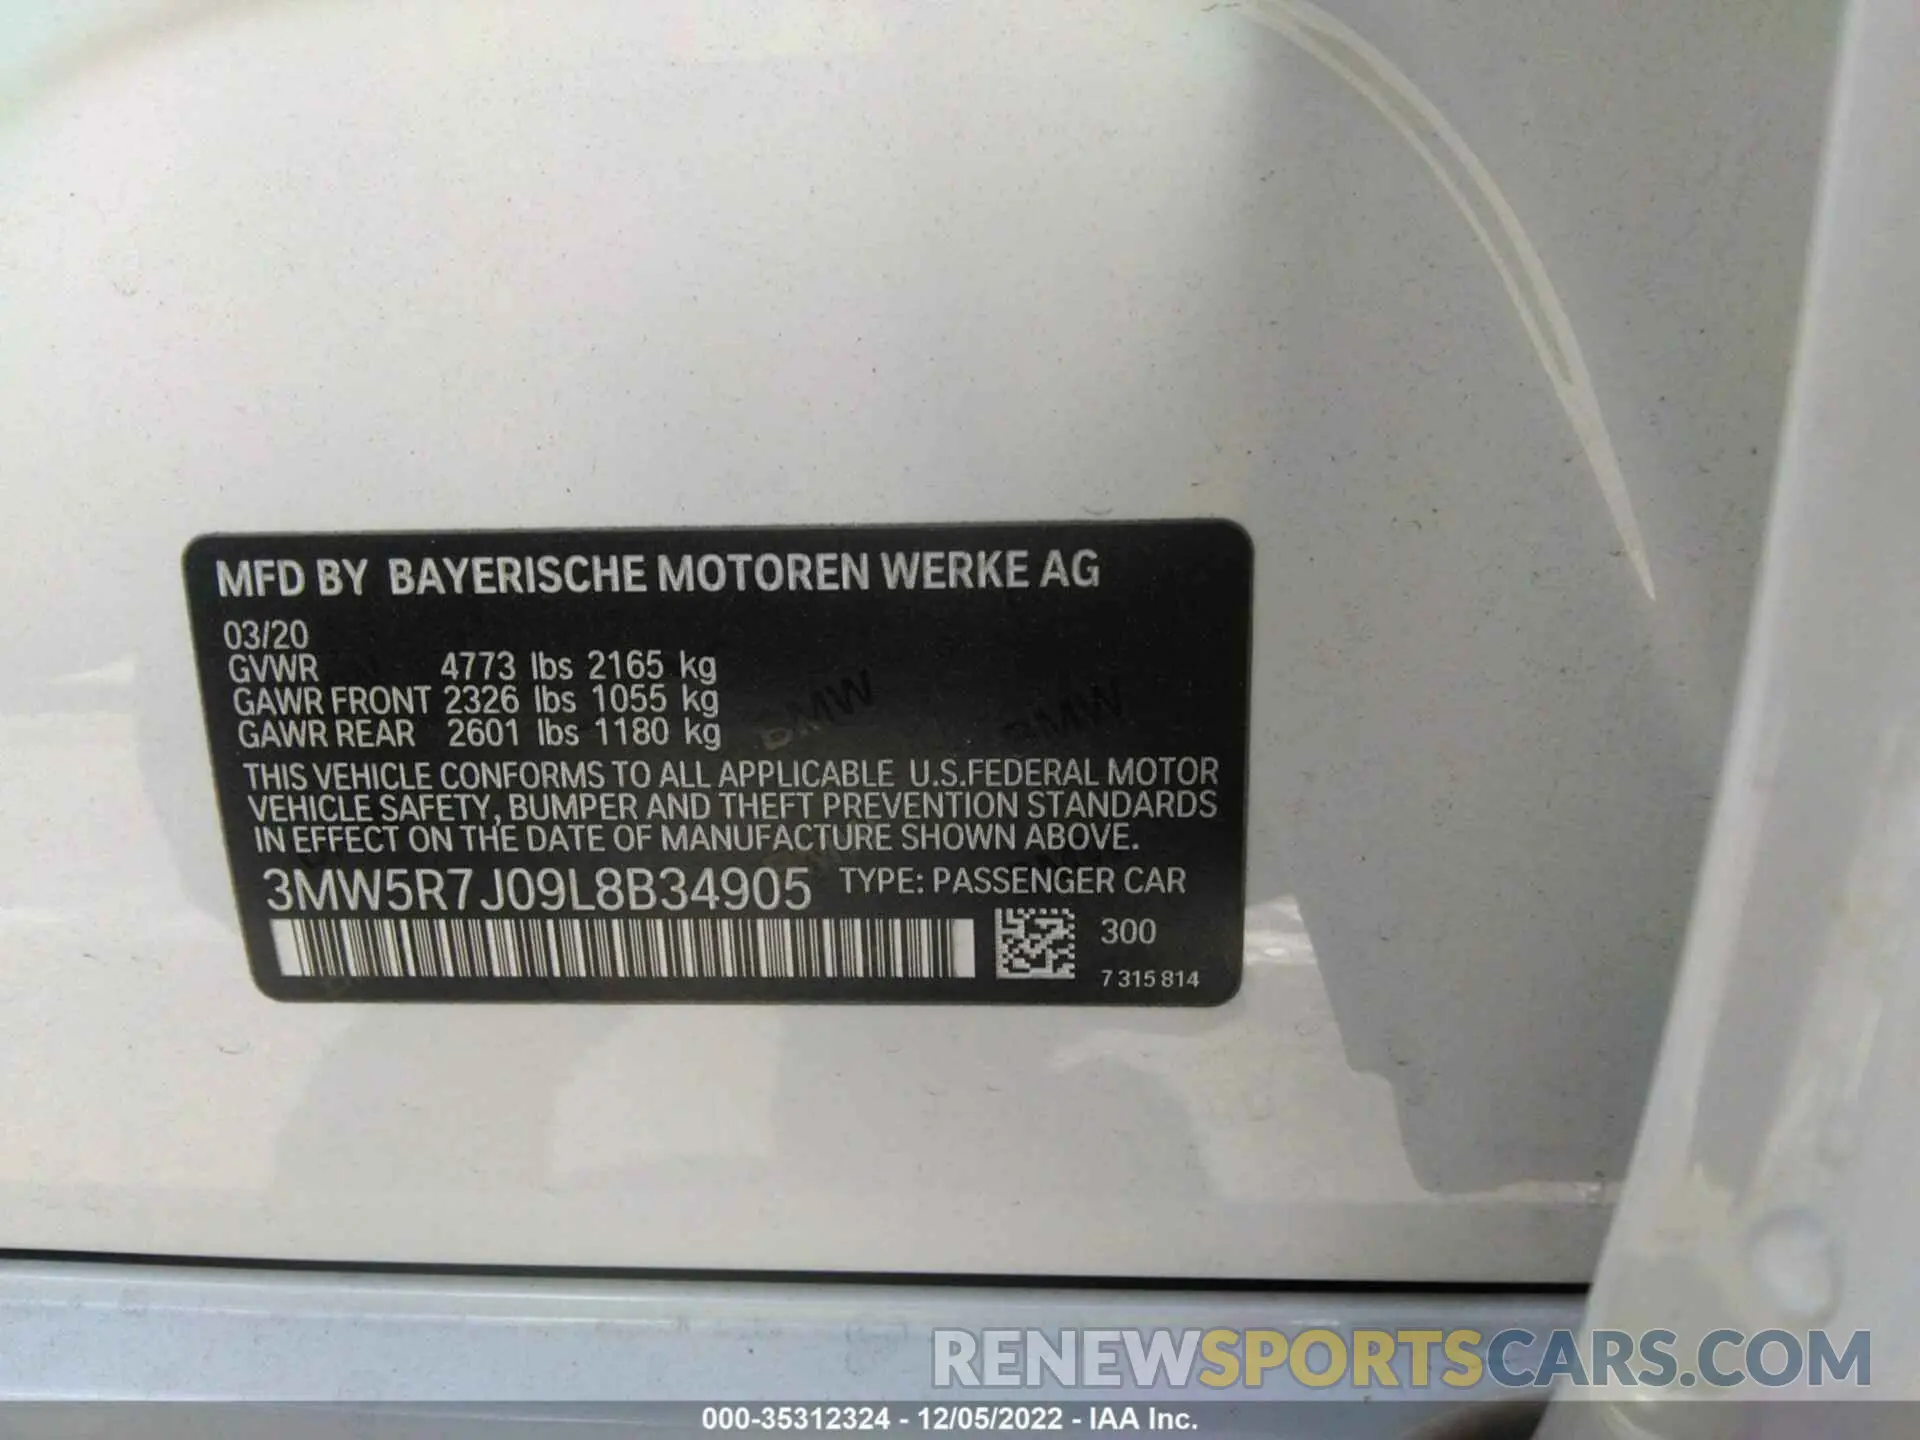 MFD BY BAYERISCHE MOTOREN WERKE AG
03/20
GVWR 4773 lbs 2165 kg
GAWR FRONT 2326 lbs 1055 kg
GAWR REAR 2601 lbs 1180 kg
THIS VEHICLE CONFORMS TO ALL APPLICABLE U.S.FEDERAL MOTOR
VEHICLE SAFETY, BUMPER AND THEFT PREVENTION STANDARDS
IN EFFECT ON THE DATE OF MANUFACTURE SHOWN ABOVE.
3MW5R7J09L8B34905 TYPE: PASSENGER CAR
300
7 315 814
BMW
BMW
RENEWSPORTSCARS.COM
000-35312324 - 12/05/2022 - IAA Inc.